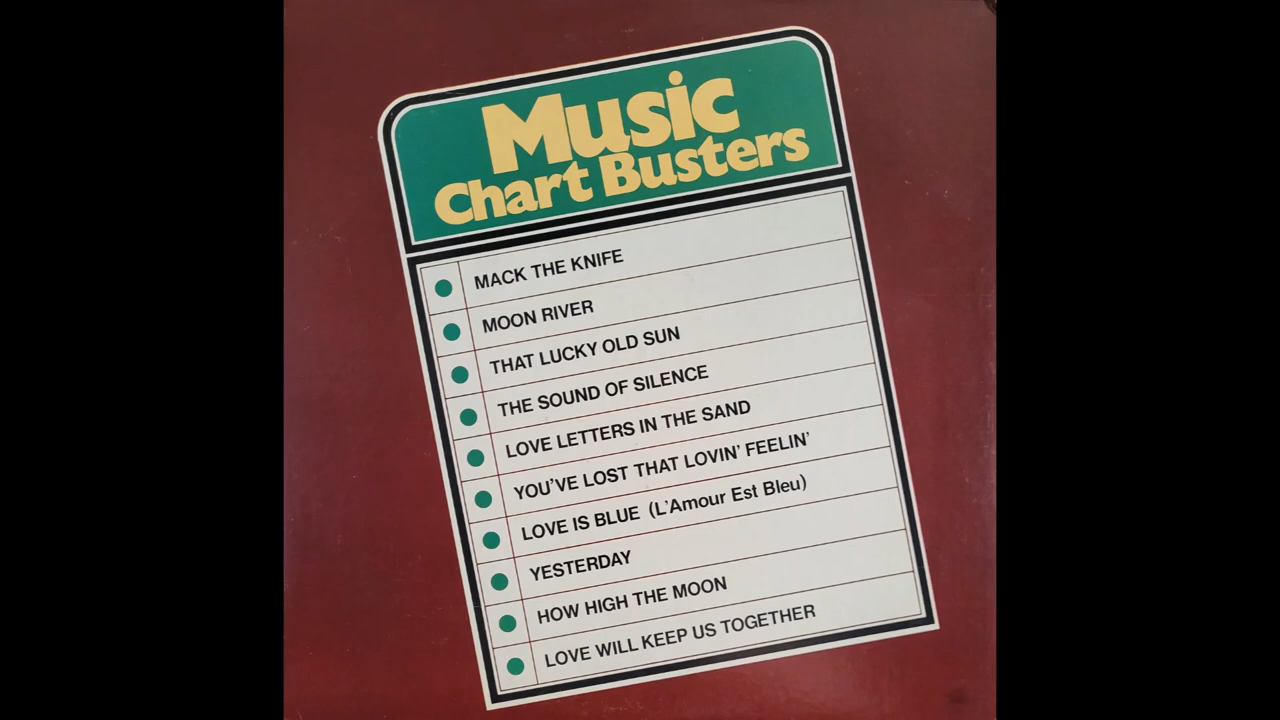 Music
Chart Busters
MACK THE KNIFE
MOON RIVER
THAT LUCKY OLD SUN
THE SOUND OF SILENCE
LOVE LETTERS IN THE SAND
YOU'VE LOST THAT LOVIN' FEELIN'
LOVE IS BLUE (L'Amour Est Bleu)
YESTERDAY
HOW HIGH THE MOON
LOVE WILL KEEP US TOGETHER